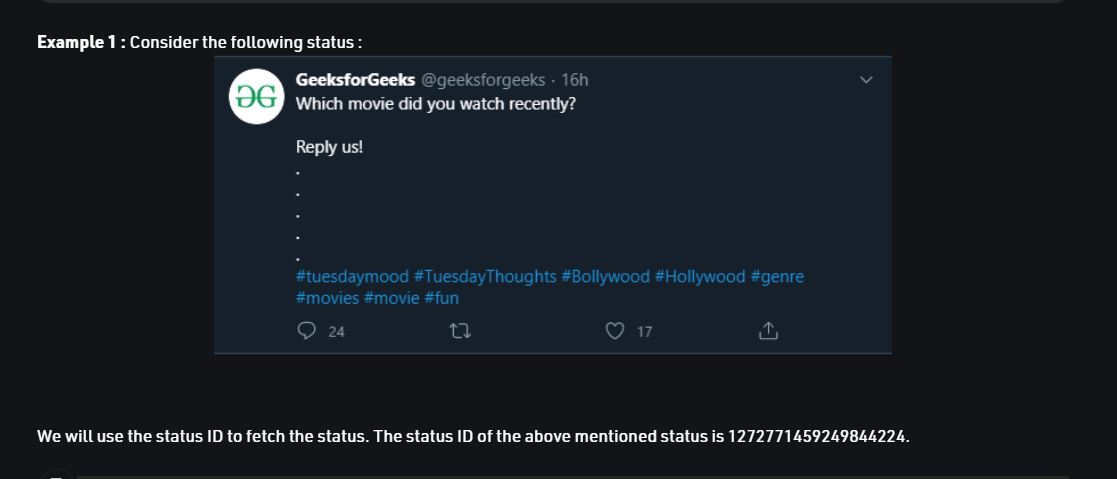 Example 1 : Consider the following status :
GeeksforGeeks @geeksforgeeks · 16h
Which movie did you watch recently?
Reply us!
.
.
.
.
.
#tuesdaymood #TuesdayThoughts #Bollywood #Hollywood #genre
#movies #movie #fun
24 17
We will use the status ID to fetch the status. The status ID of the above mentioned status is 1272771459249844224.